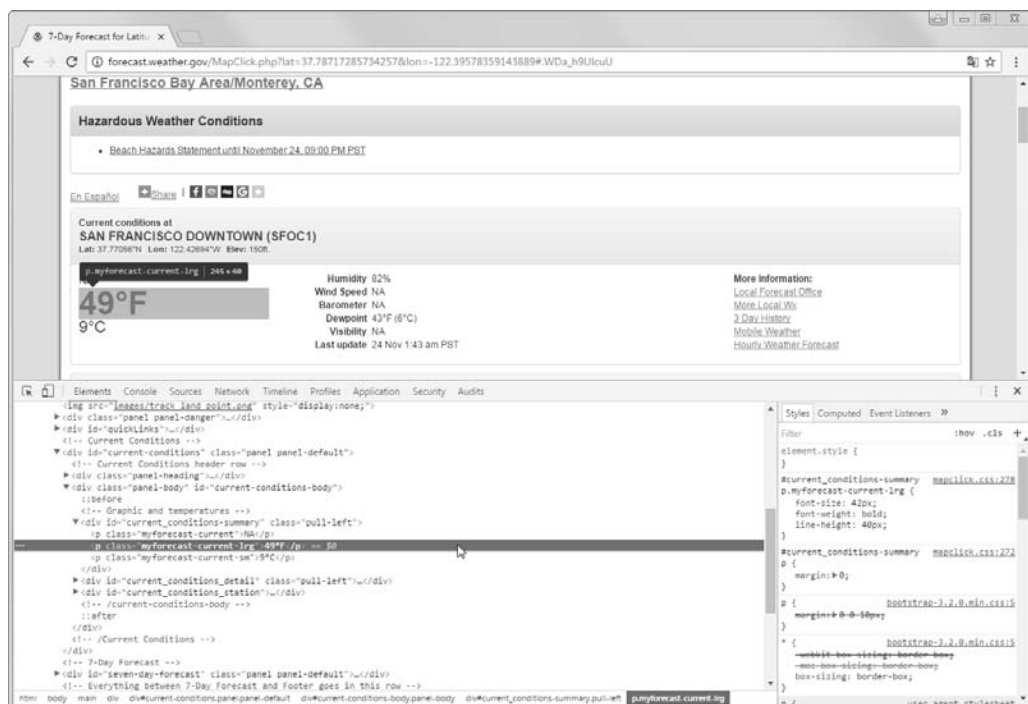 7-Day Forecast for Latitu
forecast.weather.gov/MapClick.php?lat=37.78717285734257&lon=-122.39578359143889#.WDa_h9UlcuU
San Francisco Bay Area/Monterey, CA
Hazardous Weather Conditions
Beach Hazards Statement until November 24, 09:00 PM PST
En Español Share
Current conditions at
SAN FRANCISCO DOWNTOWN (SFOC1)
Lat: 37.77056°N Lon: 122.42694°W Elev: 150ft.
p.myforecast-current-lrg | 245 × 40
49°F
9°C
Humidity 82%
Wind Speed NA
Barometer NA
Dewpoint 43°F (6°C)
Visibility NA
Last update 24 Nov 1:43 am PST
More Information:
Local Forecast Office
More Local Wx
3 Day History
Mobile Weather
Hourly Weather Forecast
Elements Console Sources Network Timeline Profiles Application Security Audits
<img src="images/track_land_point.png" style="display:none;">
<div class="panel panel-danger">…</div>
<div id="quickLinks">…</div>
<!-- Current Conditions -->
<div id="current-conditions" class="panel panel-default">
<!-- Current Conditions header row -->
<div class="panel-heading">…</div>
<div class="panel-body" id="current-conditions-body">
::before
<!-- Graphic and temperatures -->
<div id="current_conditions-summary" class="pull-left">
<p class="myforecast-current">NA</p>
<p class="myforecast-current-lrg">49°F</p> == $0
<p class="myforecast-current-sm">9°C</p>
</div>
<div id="current_conditions_detail" class="pull-left">…</div>
<div id="current_conditions_station">…</div>
<!-- /current-conditions-body -->
::after
</div>
<!-- /Current Conditions -->
</div>
<!-- 7-Day Forecast -->
<div id="seven-day-forecast" class="panel panel-default">…</div>
<!-- Everything between 7-Day Forecast and Footer goes in this row -->
html body main div div#current-conditions.panel.panel-default div#current-conditions-body.panel-body div#current_conditions-summary.pull-left p.myforecast-current-lrg
Styles Computed Event Listeners »
Filter :hov .cls +
element.style {
}
#current_conditions-summary mapclick.css:278
p.myforecast-current-lrg {
font-size: 42px;
font-weight: bold;
line-height: 40px;
}
#current_conditions-summary mapclick.css:272
p {
margin: 0;
}
p { bootstrap-3.2.0.min.css:5
margin: 0 0 10px;
}
* { bootstrap-3.2.0.min.css:5
-webkit-box-sizing: border-box;
-moz-box-sizing: border-box;
box-sizing: border-box;
}
p { user agent stylesheet